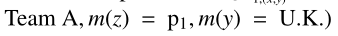 Team A, m(z) = p₁, m(y) = U.K.)